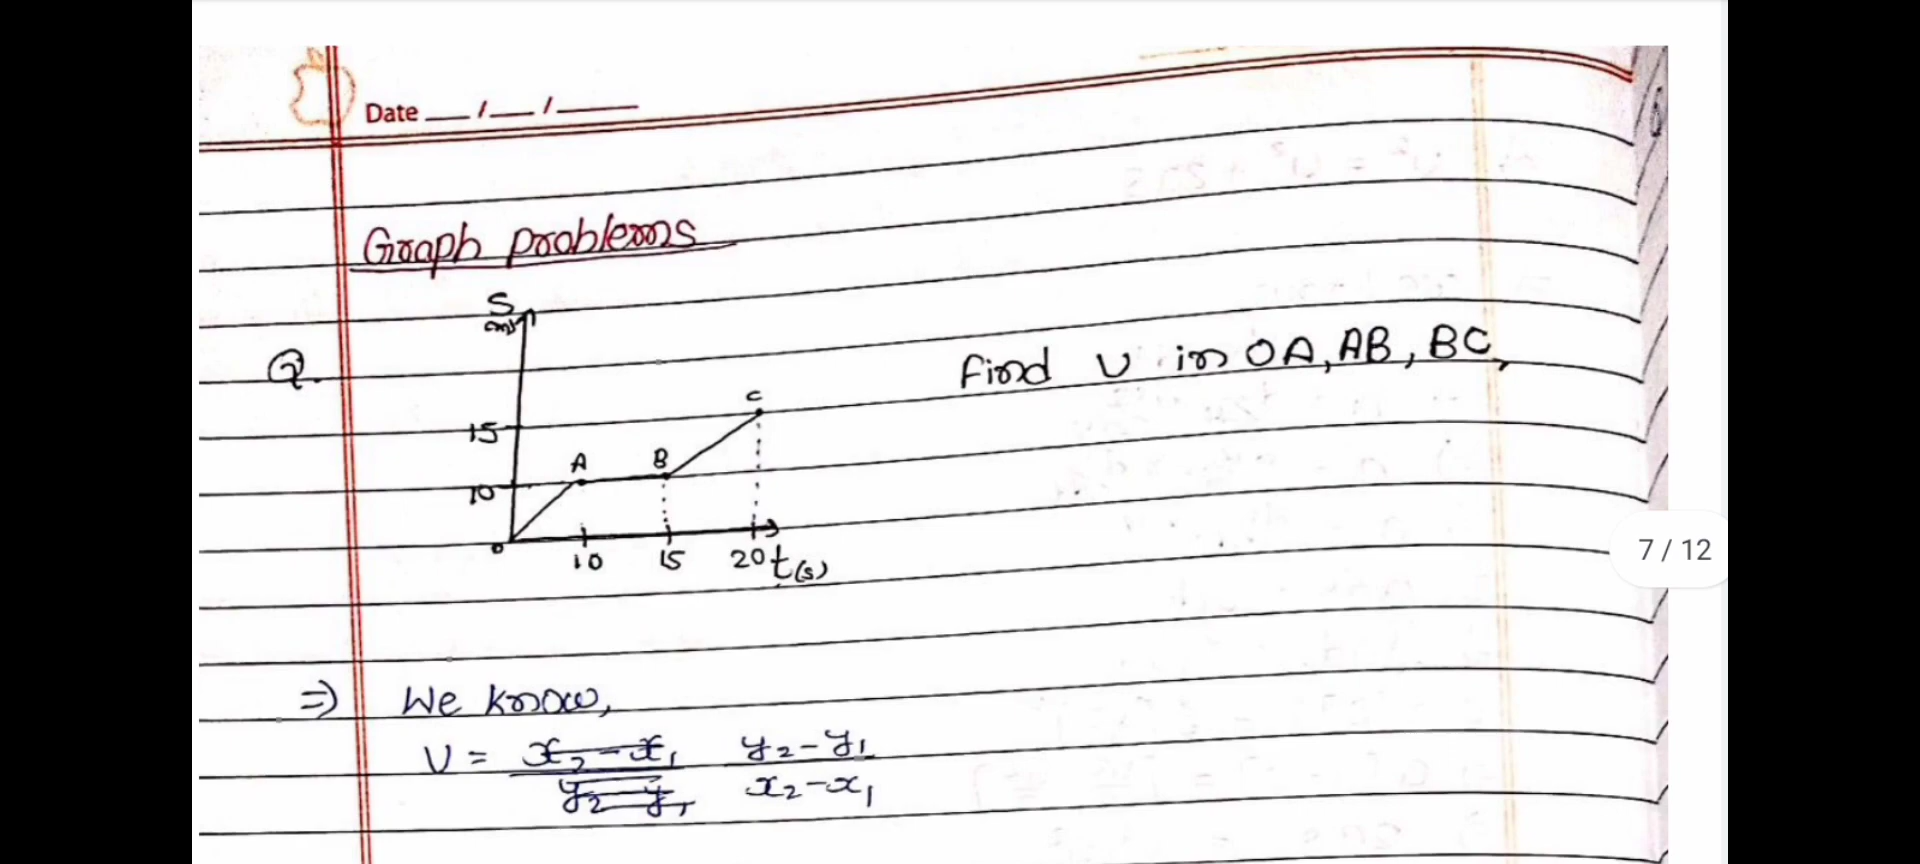 Date __/__/____
Graph problems
S
(m)
Q.
find v in OA, AB, BC,
C
15
A B
10
0
10 15 20 t(s)
7 / 12
=) We know,
V = x₂-x₁ y₂-y₁
y₂-y₁ x₂-x₁